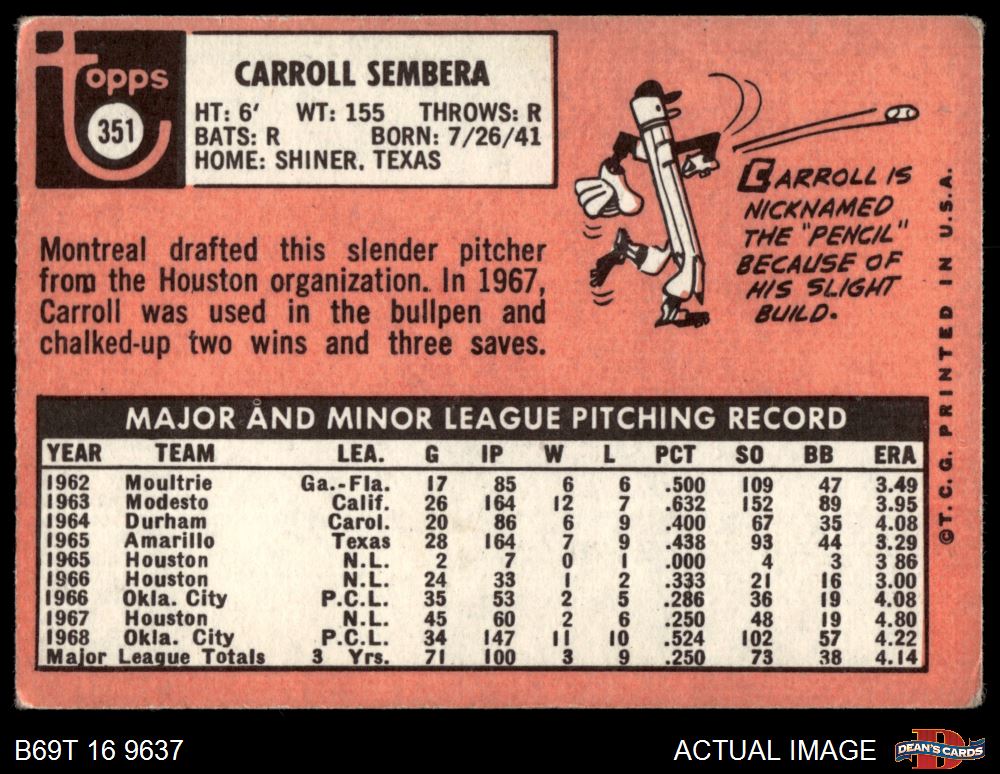 topps
351
CARROLL SEMBERA
HT: 6' WT: 155 THROWS: R
BATS: R BORN: 7/26/41
HOME: SHINER, TEXAS
CARROLL IS
NICKNAMED
THE "PENCIL"
BECAUSE OF
HIS SLIGHT
BUILD.
Montreal drafted this slender pitcher
from the Houston organization. In 1967,
Carroll was used in the bullpen and
chalked-up two wins and three saves.
MAJOR AND MINOR LEAGUE PITCHING RECORD
YEAR TEAM LEA. G IP W L PCT SO BB ERA
1962 Moultrie Ga.-Fla. 17 85 6 6 .500 109 47 3.49
1963 Modesto Calif. 26 164 12 7 .632 152 89 3.95
1964 Durham Carol. 20 86 6 9 .400 67 35 4.08
1965 Amarillo Texas 28 164 7 9 .438 93 44 3.29
1965 Houston N.L. 2 7 0 1 .000 4 3 3 86
1966 Houston N.L. 24 33 1 2 .333 21 16 3.00
1966 Okla. City P.C.L. 35 53 2 5 .286 36 19 4.08
1967 Houston N.L. 45 60 2 6 .250 48 19 4.80
1968 Okla. City P.C.L. 34 147 11 10 .524 102 57 4.22
Major League Totals 3 Yrs. 71 100 3 9 .250 73 38 4.14
©T. C. G. PRINTED IN U.S.A.
B69T 16 9637
ACTUAL IMAGE
DEAN'S CARDS